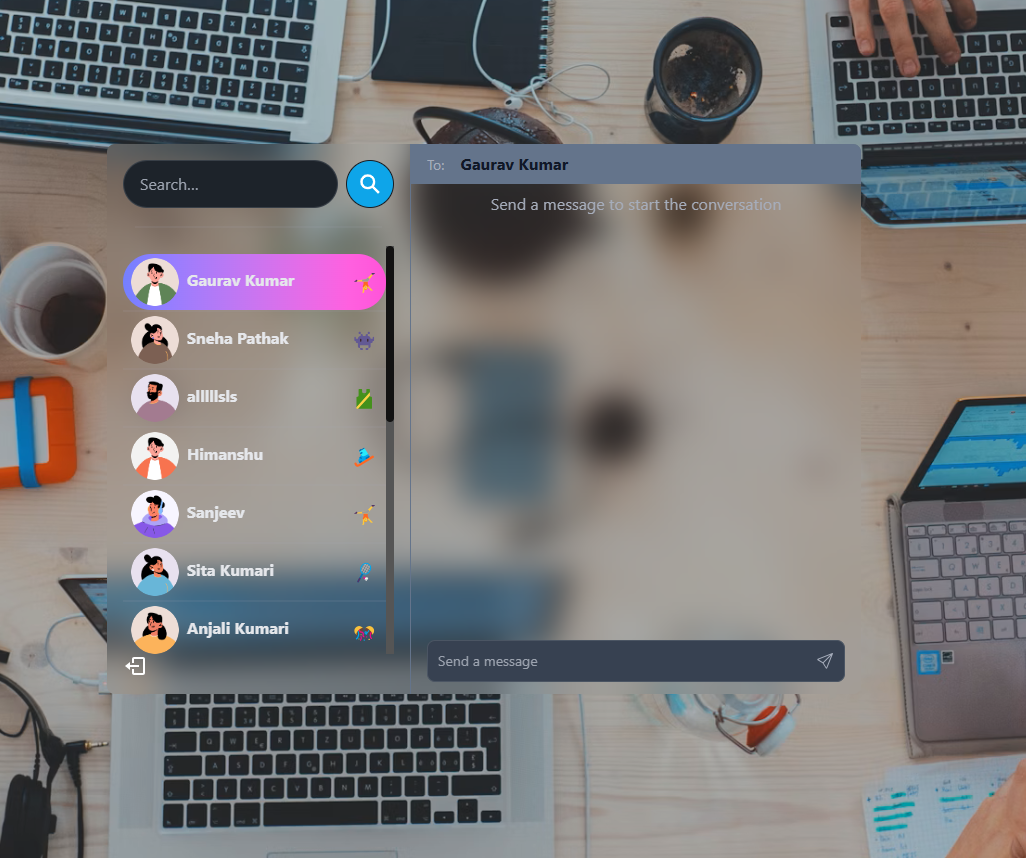 Search...
To: Gaurav Kumar
Send a message to start the conversation
Gaurav Kumar
Sneha Pathak
alllllsls
Himanshu
Sanjeev
Sita Kumari
Anjali Kumari
Send a message